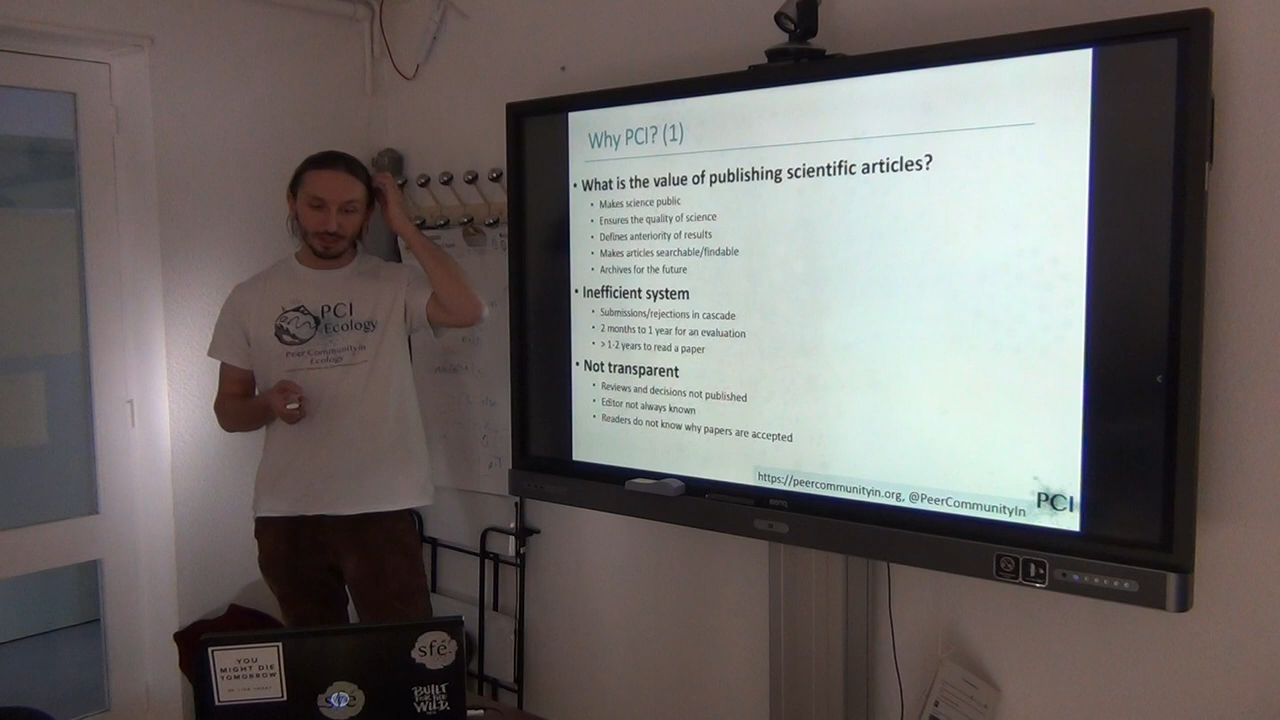 Why PCI? (1)
• What is the value of publishing scientific articles?
• Makes science public
• Ensures the quality of science
• Defines anteriority of results
• Makes articles searchable/findable
• Archives for the future
• Inefficient system
• Submissions/rejections in cascade
• 2 months to 1 year for an evaluation
• > 1-2 years to read a paper
• Not transparent
• Reviews and decisions not published
• Editor not always known
• Readers do not know why papers are accepted
https://peercommunityin.org, @PeerCommunityIn
PCI
BenQ
PCI
Ecology
Peer Community in
Ecology
YOU
MIGHT DIE
TOMORROW
sfé
sfé
BUILT
FOR THE
WILD